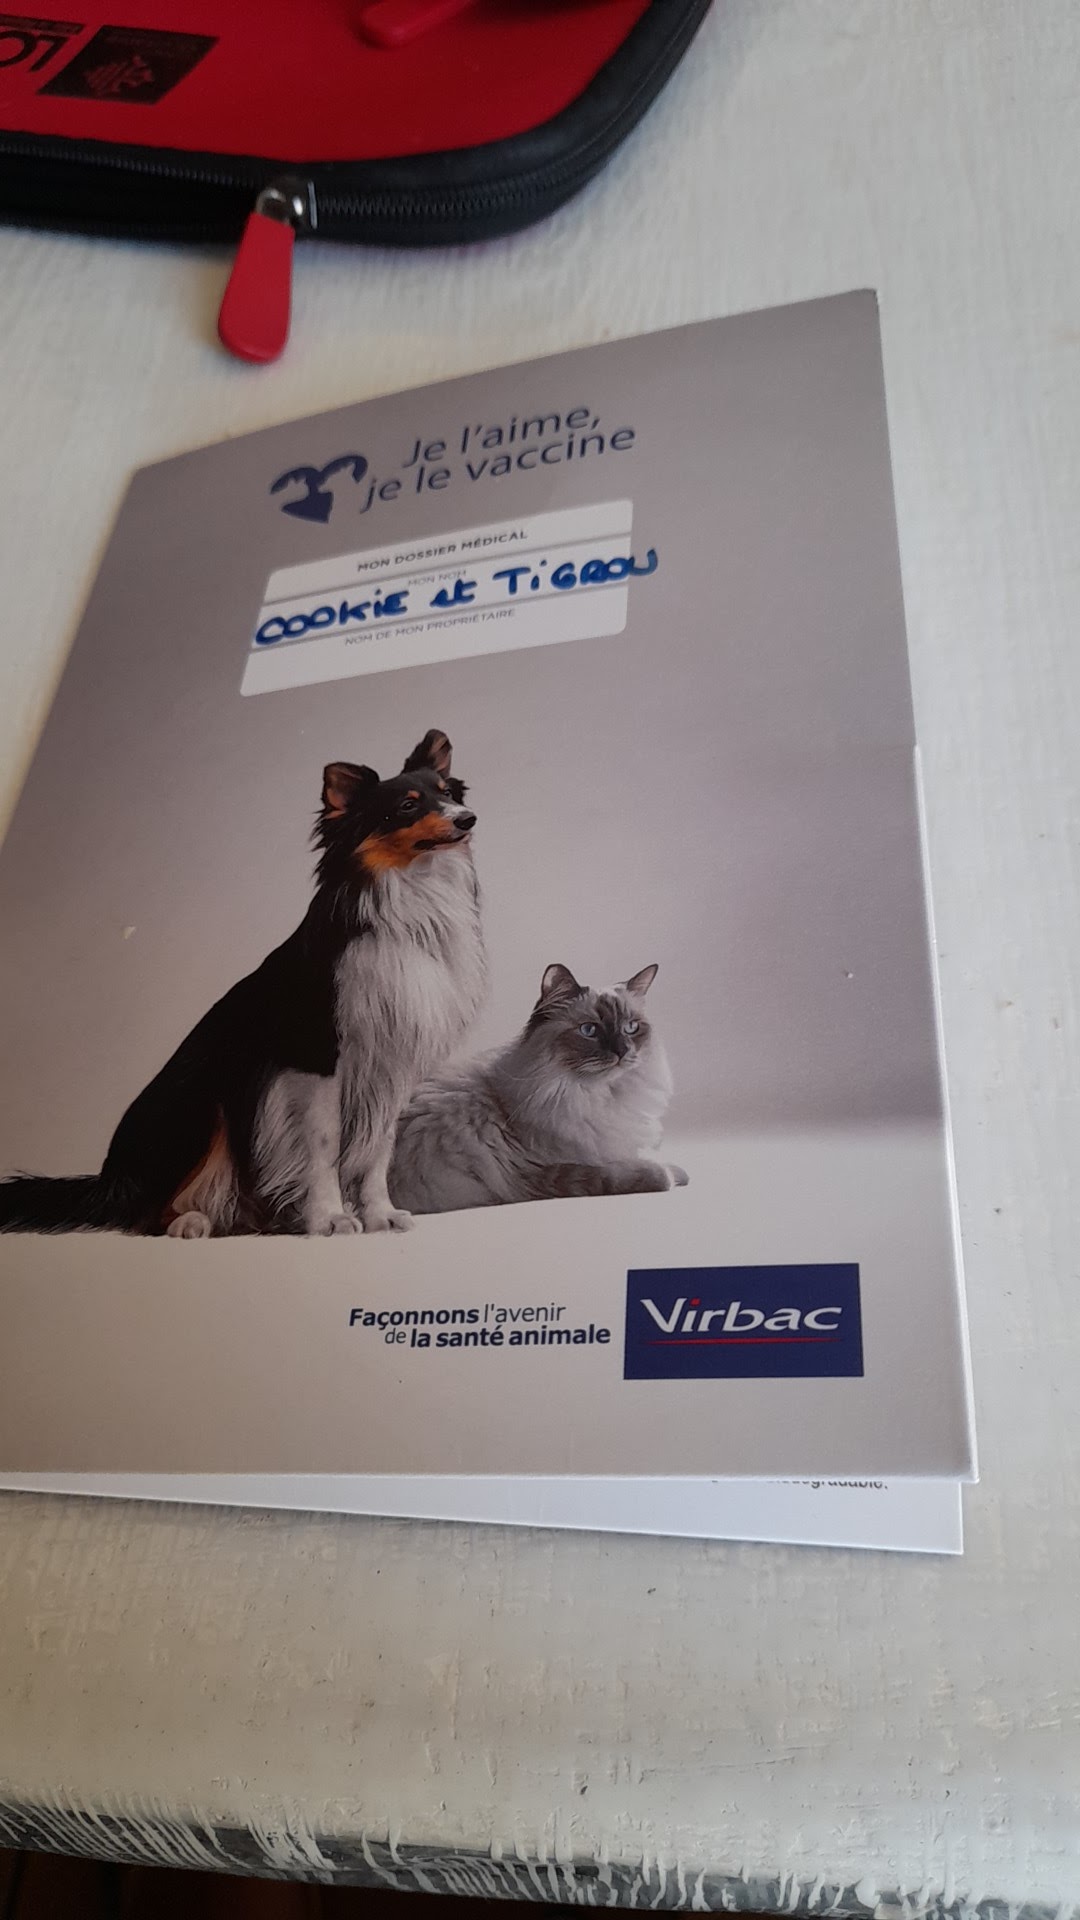 LO
Je l'aime,
je le vaccine
MON DOSSIER MÉDICAL
MON NOM
COOKIE et TIGROU
NOM DE MON PROPRIÉTAIRE
Façonnons l'avenir
de la santé animale
Virbac